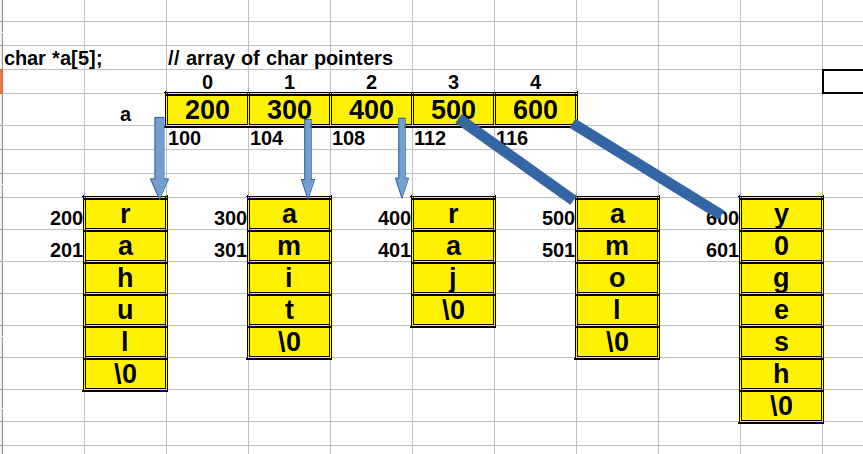 char *a[5]; // array of char pointers
0 1 2 3 4
a 200 300 400 500 600
100 104 108 112 116
200 r 300 a 400 r 500 a 600 y
201 a 301 m 401 a 501 m 601 0
h i j o g
u t \0 l e
l \0 \0 s
\0 h
\0